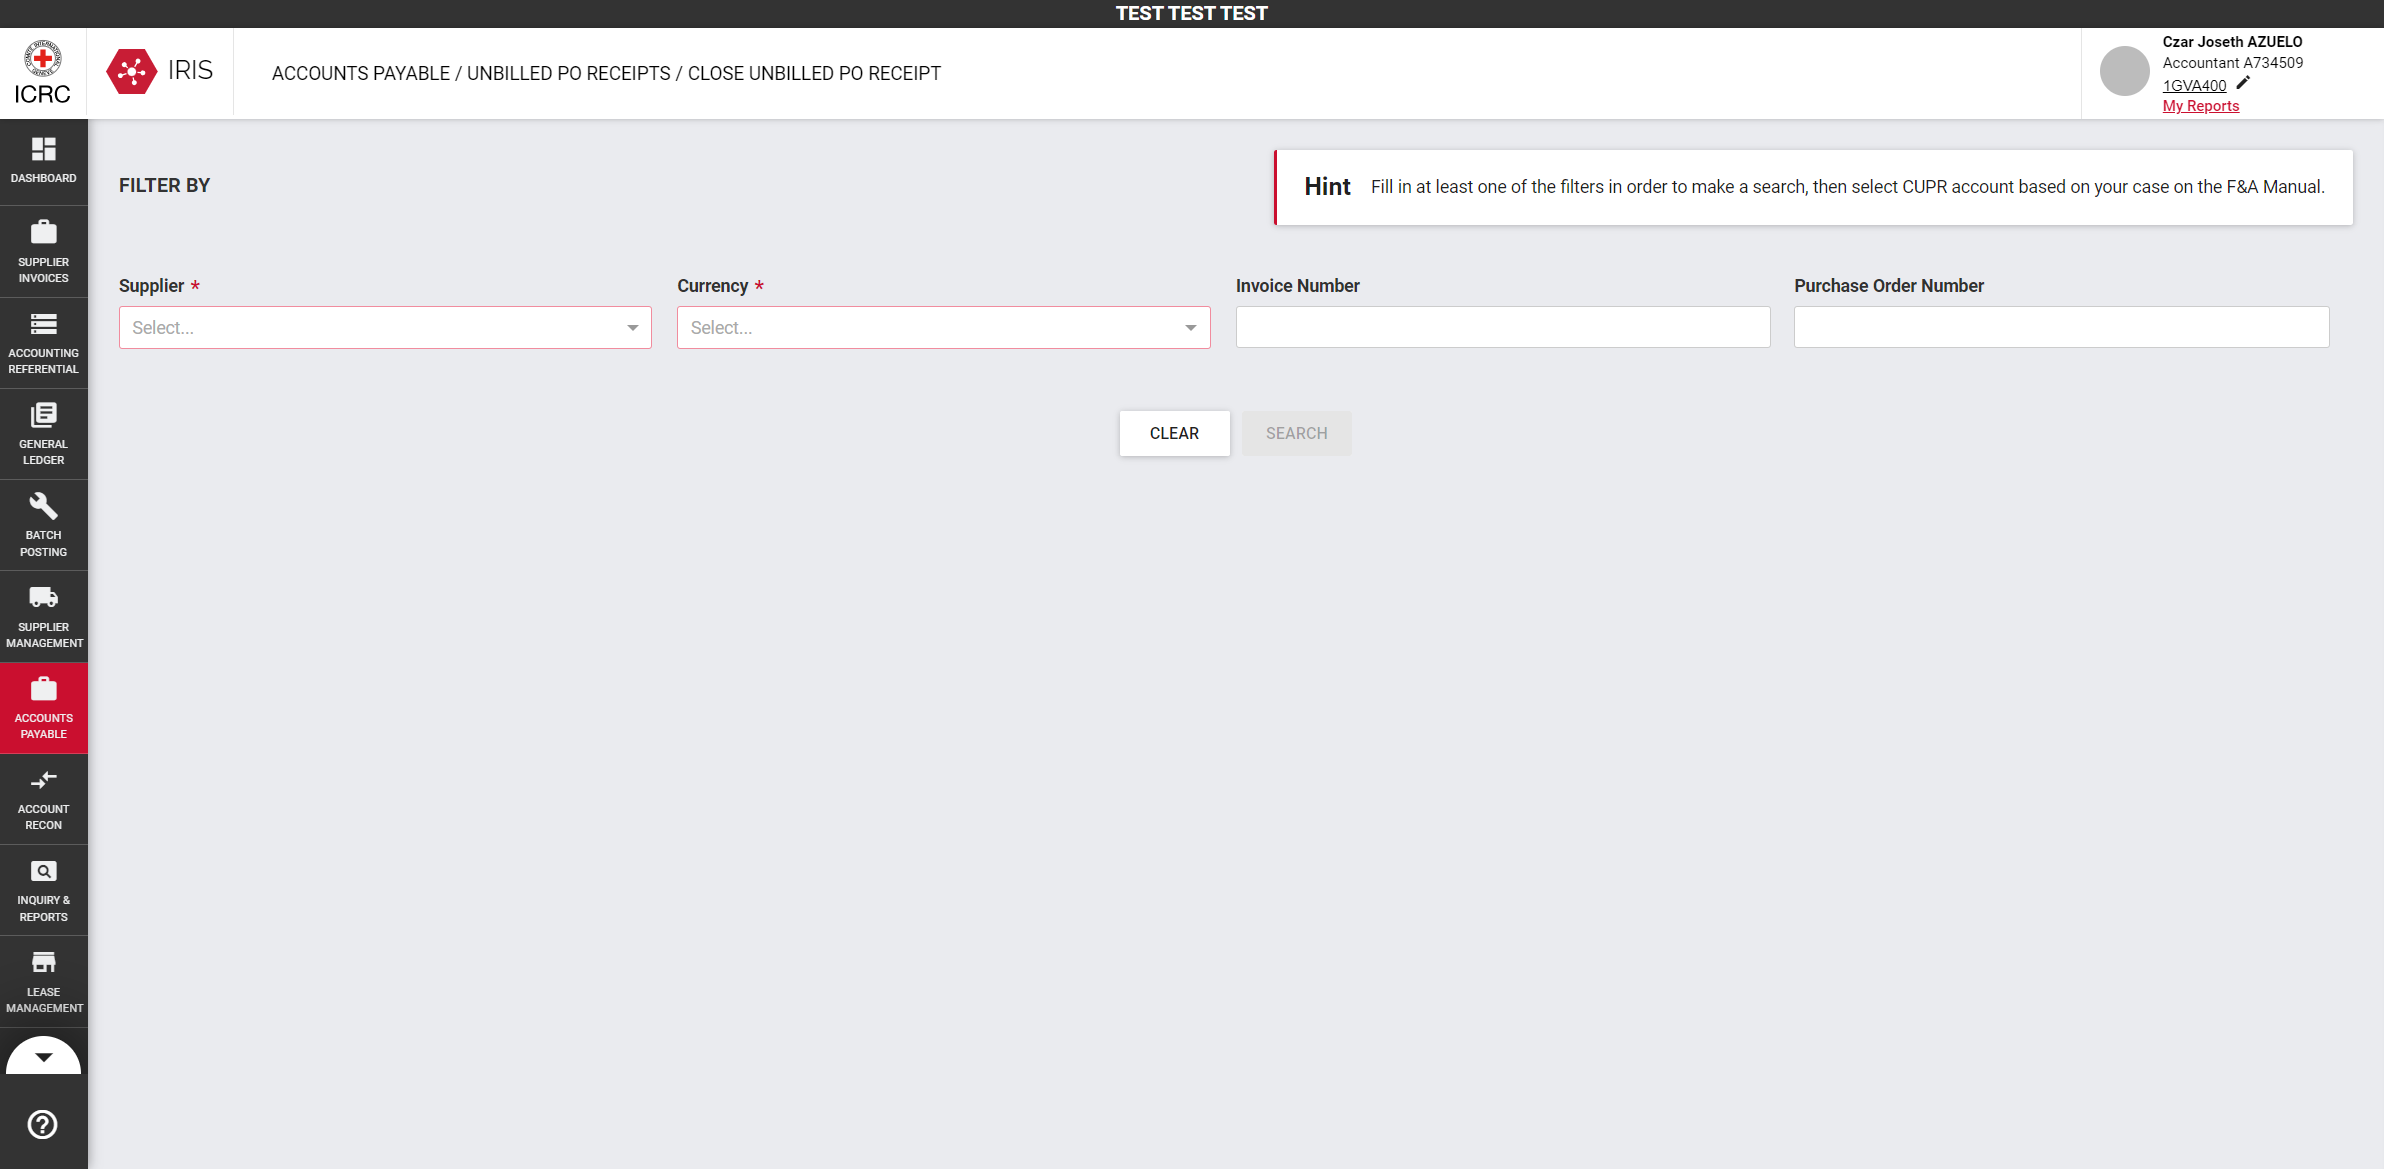 TEST TEST TEST
ICRC
IRIS
ACCOUNTS PAYABLE / UNBILLED PO RECEIPTS / CLOSE UNBILLED PO RECEIPT
Czar Joseth AZUELO
Accountant A734509
1GVA400
My Reports
DASHBOARD
SUPPLIER
INVOICES
ACCOUNTING
REFERENTIAL
GENERAL
LEDGER
BATCH
POSTING
SUPPLIER
MANAGEMENT
ACCOUNTS
PAYABLE
ACCOUNT
RECON
INQUIRY &
REPORTS
LEASE
MANAGEMENT
FILTER BY
Hint Fill in at least one of the filters in order to make a search, then select CUPR account based on your case on the F&A Manual.
Supplier *
Select...
Currency *
Select...
Invoice Number
Purchase Order Number
CLEAR
SEARCH